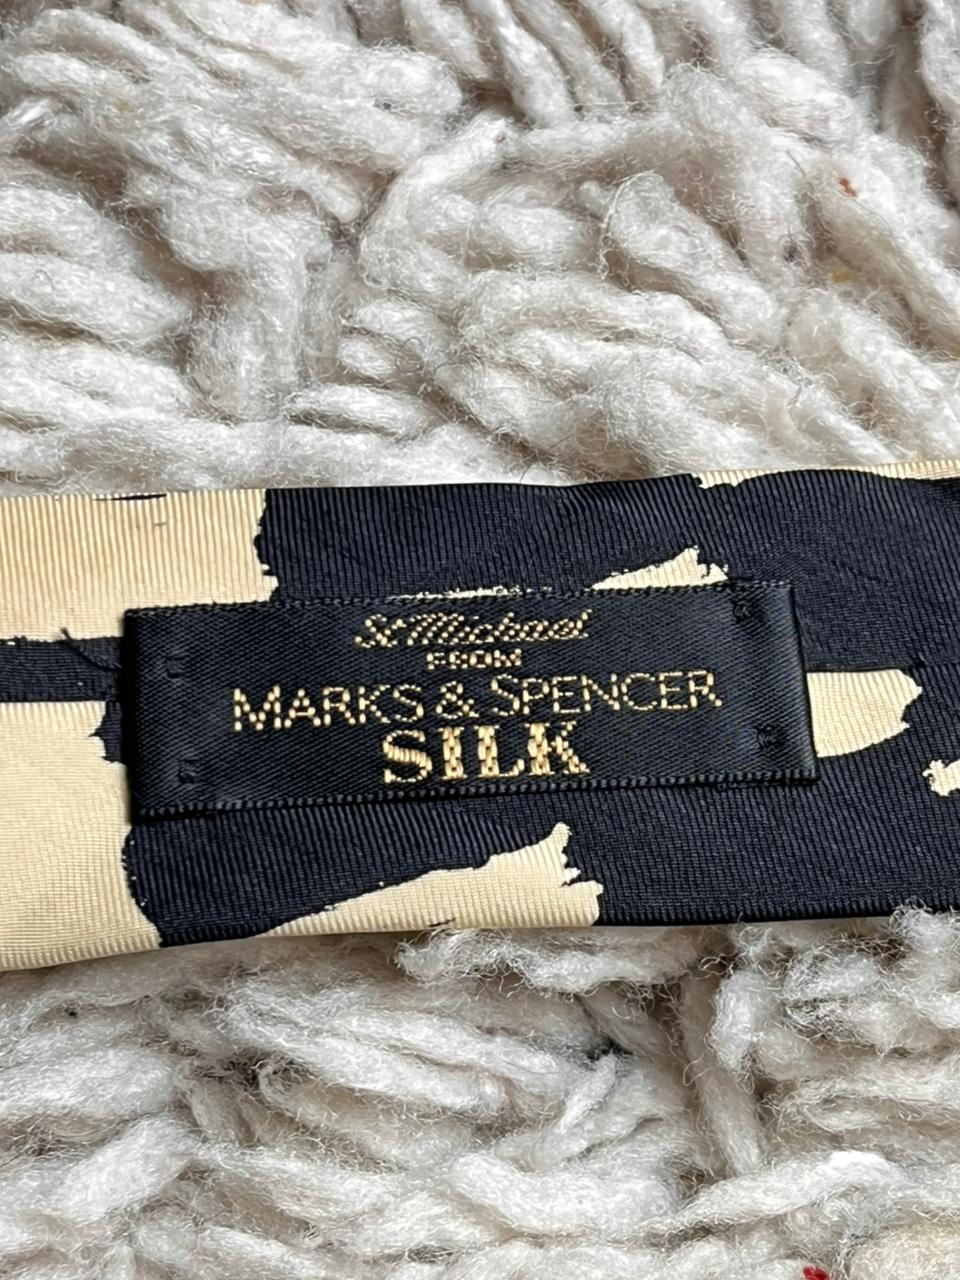 St Michael
FROM
MARKS & SPENCER
SILK